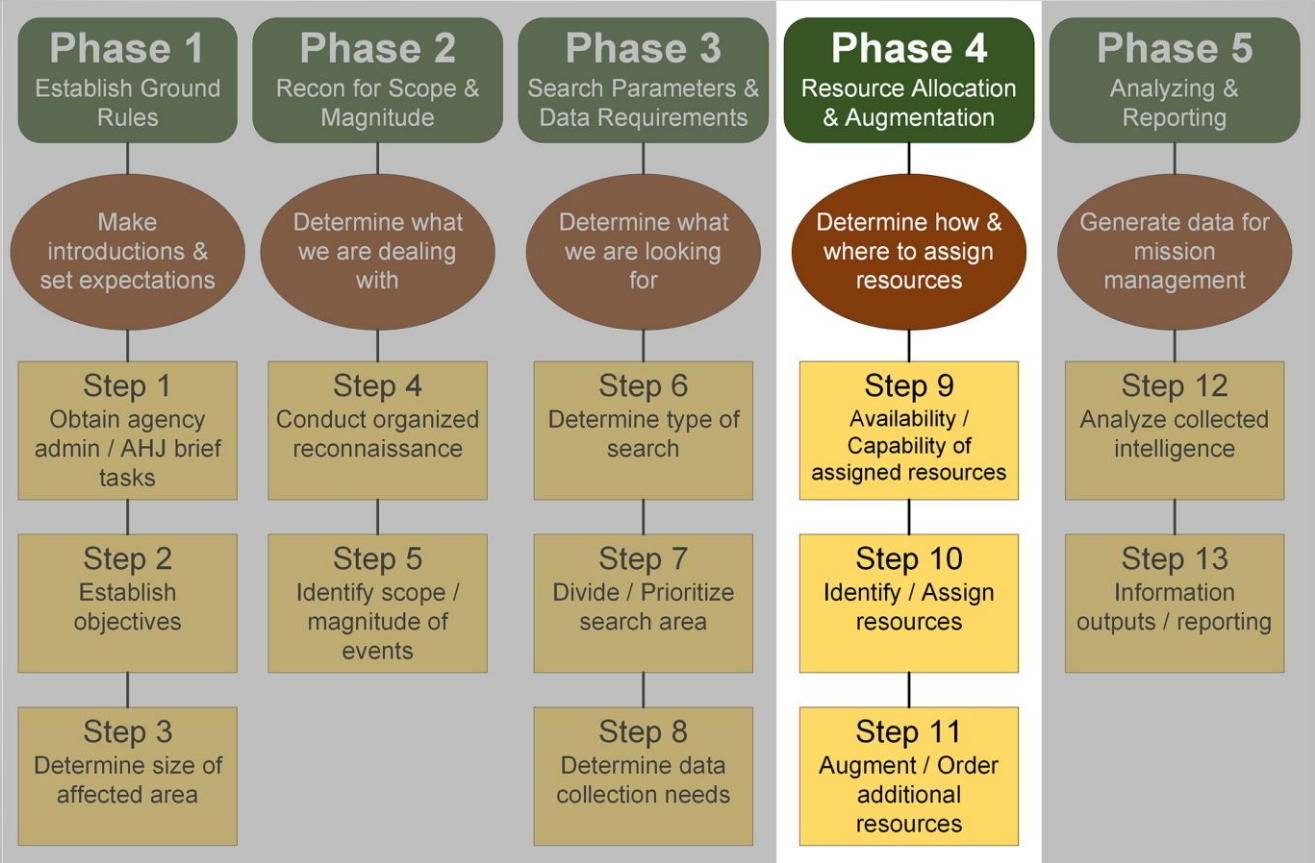 Phase 1
Establish Ground
Rules
Make
introductions &
set expectations
Step 1
Obtain agency
admin / AHJ brief
tasks
Step 2
Establish
objectives
Step 3
Determine size of
affected area
Phase 2
Recon for Scope &
Magnitude
Determine what
we are dealing
with
Step 4
Conduct organized
reconnaissance
Step 5
Identify scope /
magnitude of
events
Phase 3
Search Parameters &
Data Requirements
Determine what
we are looking
for
Step 6
Determine type of
search
Step 7
Divide / Prioritize
search area
Step 8
Determine data
collection needs
Phase 4
Resource Allocation
& Augmentation
Determine how &
where to assign
resources
Step 9
Availability /
Capability of
assigned resources
Step 10
Identify / Assign
resources
Step 11
Augment / Order
additional
resources
Phase 5
Analyzing &
Reporting
Generate data for
mission
management
Step 12
Analyze collected
intelligence
Step 13
Information
outputs / reporting